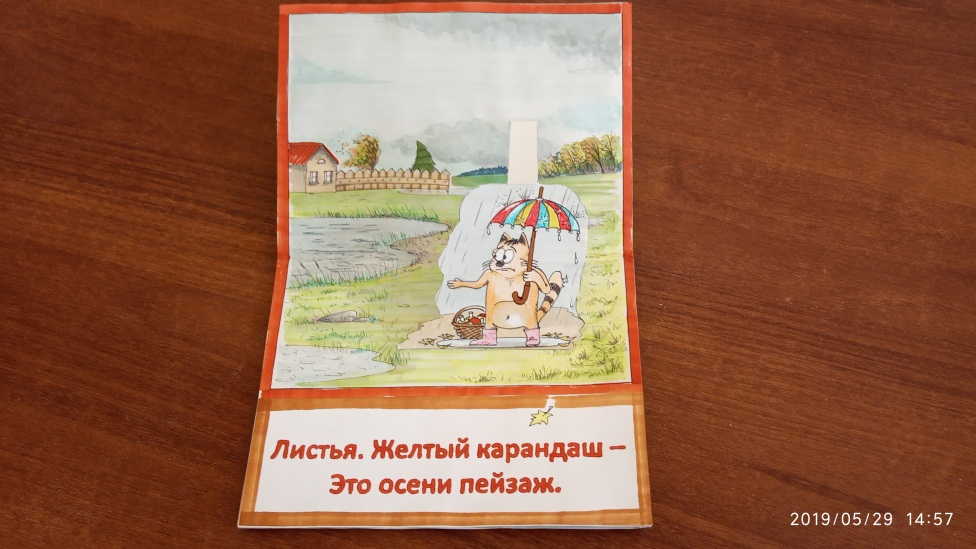 Листья. Желтый карандаш –
Это осени пейзаж.
2019/05/29 14:57